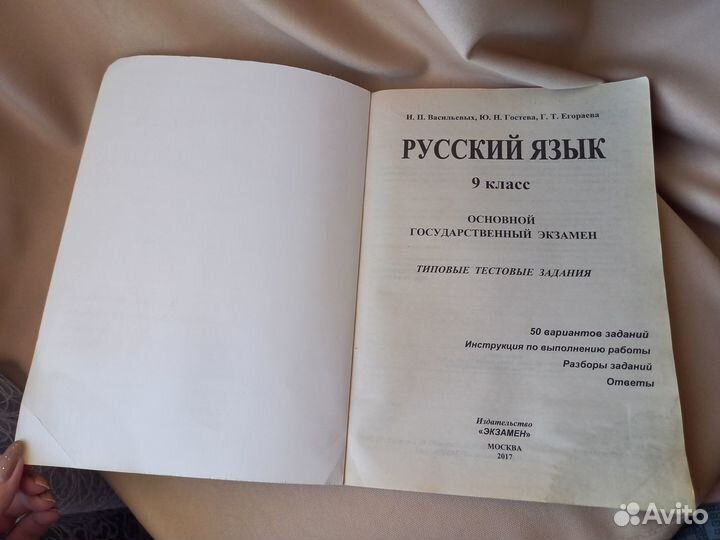 И. П. Васильевых, Ю. Н. Гостева, Г. Т. Егораева
РУССКИЙ ЯЗЫК
9 класс
ОСНОВНОЙ
ГОСУДАРСТВЕННЫЙ ЭКЗАМЕН
ТИПОВЫЕ ТЕСТОВЫЕ ЗАДАНИЯ
50 вариантов заданий
Инструкция по выполнению работы
Разборы заданий
Ответы
Издательство
«ЭКЗАМЕН»
МОСКВА
2017
Avito